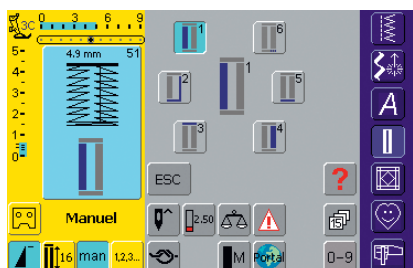 3C 0 3 6 9
5-
4-
3-
2-
1-
0
4.9 mm 51
1
6
2
1
5
3
4
ESC
?
A
Manuel
2.50
15
16
man
1,2,3...
M
Portal
0-9